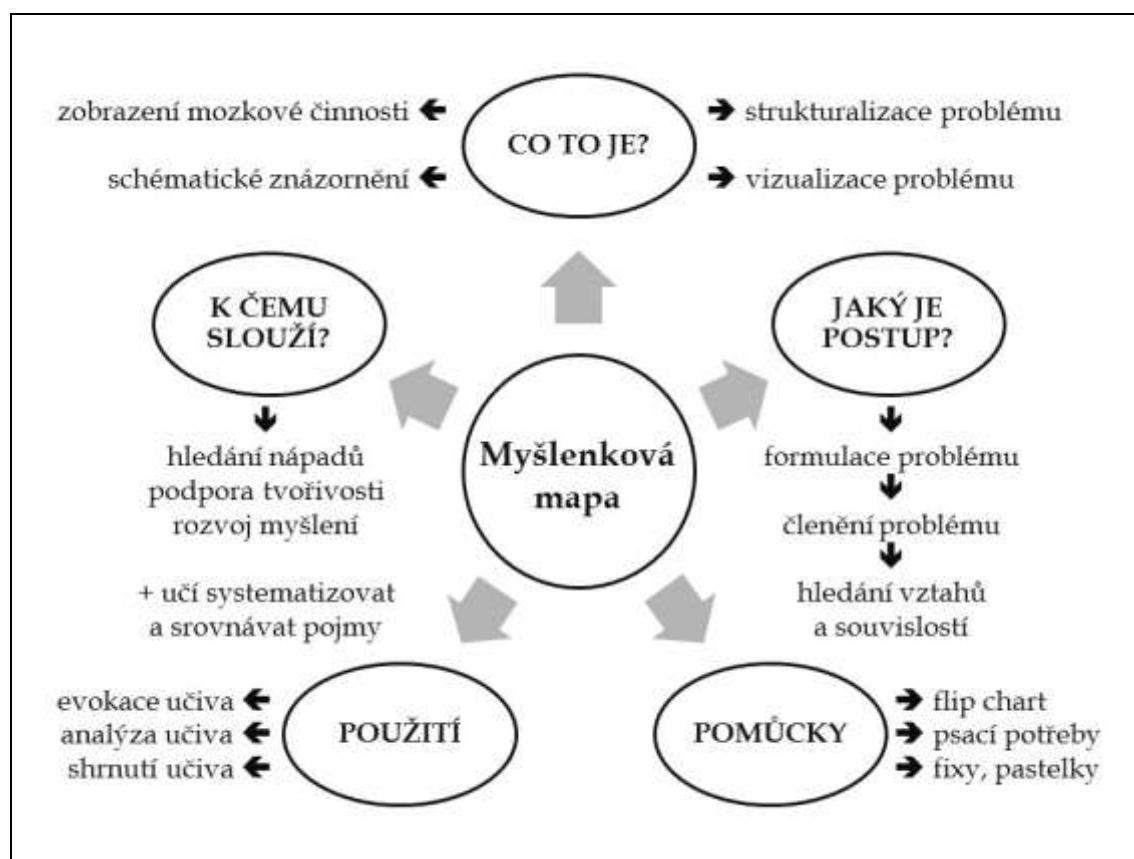 CO TO JE?
zobrazení mozkové činnosti
schématické znázornění
strukturalizace problému
vizualizace problému
K ČEMU
SLOUŽÍ?
hledání nápadů
podpora tvořivosti
rozvoj myšlení
+ učí systematizovat
a srovnávat pojmy
JAKÝ JE
POSTUP?
formulace problému
členění problému
hledání vztahů
a souvislostí
Myšlenková
mapa
POUŽITÍ
evokace učiva
analýza učiva
shrnutí učiva
POMŮCKY
flip chart
psací potřeby
fixy, pastelky